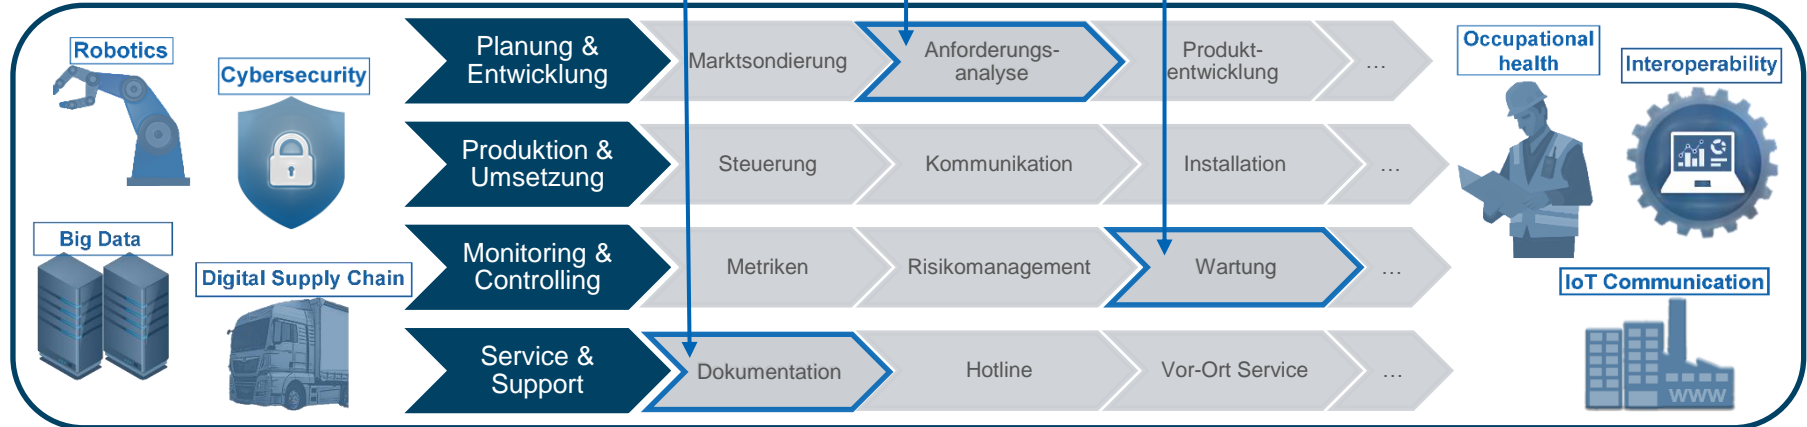 Robotics
Cybersecurity
Big Data
Digital Supply Chain
Planung &
Entwicklung
Marktsondierung
Anforderungs-
analyse
Produkt-
entwicklung
...
Produktion &
Umsetzung
Steuerung
Kommunikation
Installation
...
Monitoring &
Controlling
Metriken
Risikomanagement
Wartung
...
Service &
Support
Dokumentation
Hotline
Vor-Ort Service
...
Occupational
health
Interoperability
IoT Communication
www